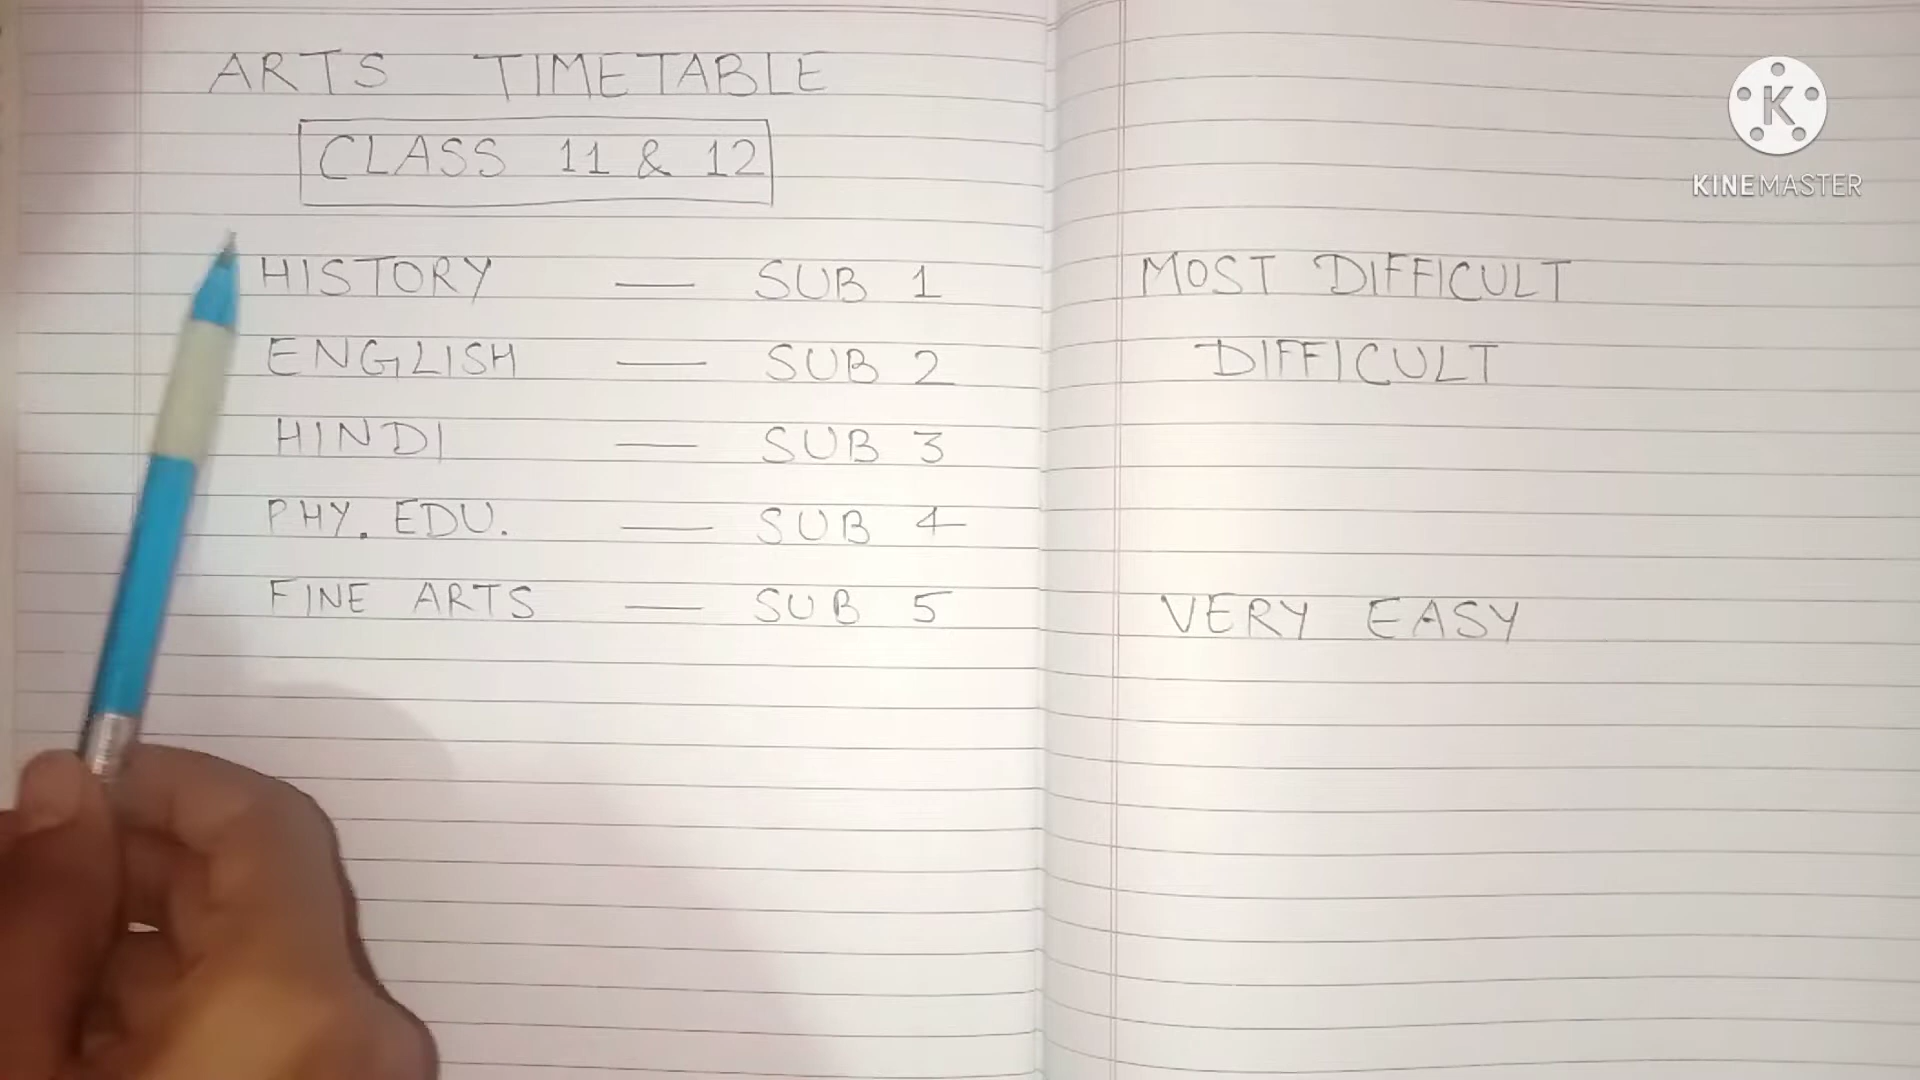 ARTS TIMETABLE
CLASS 11 & 12
HISTORY — SUB 1 MOST DIFFICULT
ENGLISH — SUB 2 DIFFICULT
HINDI — SUB 3
PHY. EDU. — SUB 4
FINE ARTS — SUB 5 VERY EASY
K
KINEMASTER